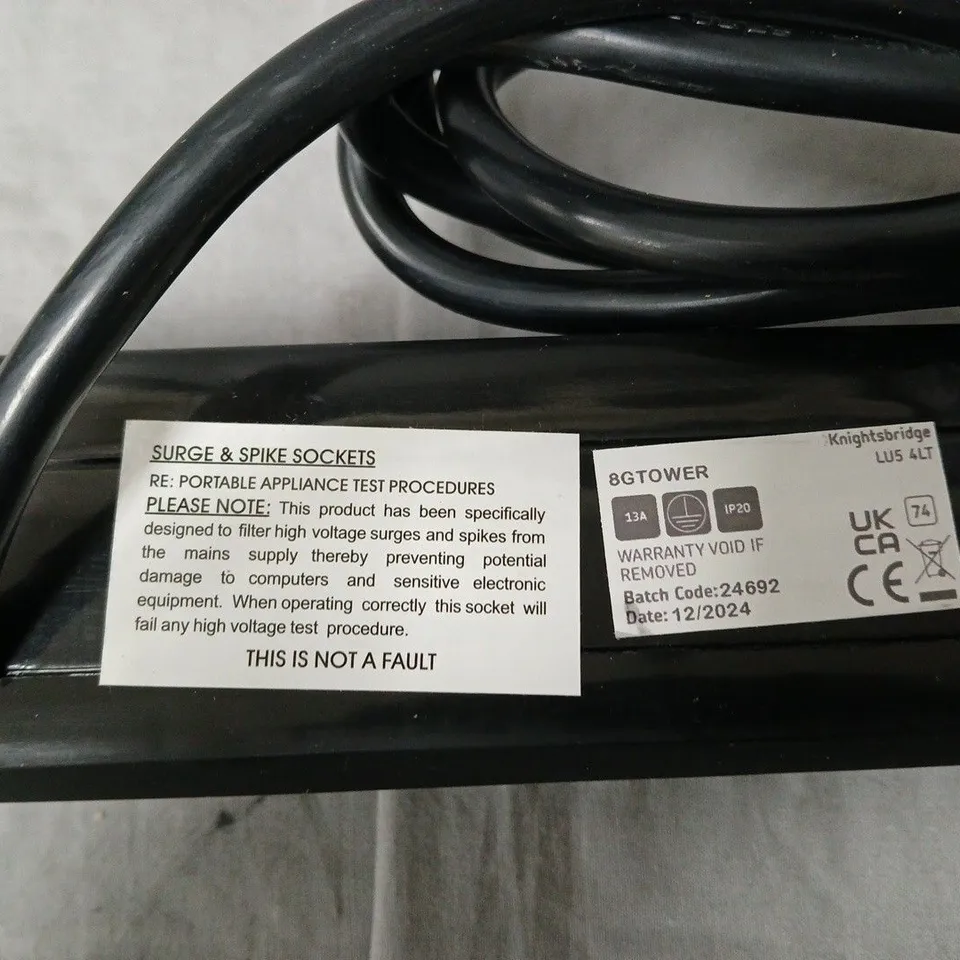 SURGE & SPIKE SOCKETS
RE: PORTABLE APPLIANCE TEST PROCEDURES
PLEASE NOTE: This product has been specifically
designed to filter high voltage surges and spikes from
the mains supply thereby preventing potential
damage to computers and sensitive electronic
equipment. When operating correctly this socket will
fail any high voltage test procedure.
THIS IS NOT A FAULT
Knightsbridge
LU5 4LT
8GTOWER
13A
IP20
WARRANTY VOID IF
REMOVED
Batch Code:24692
Date: 12/2024
UK
CA
74
CE